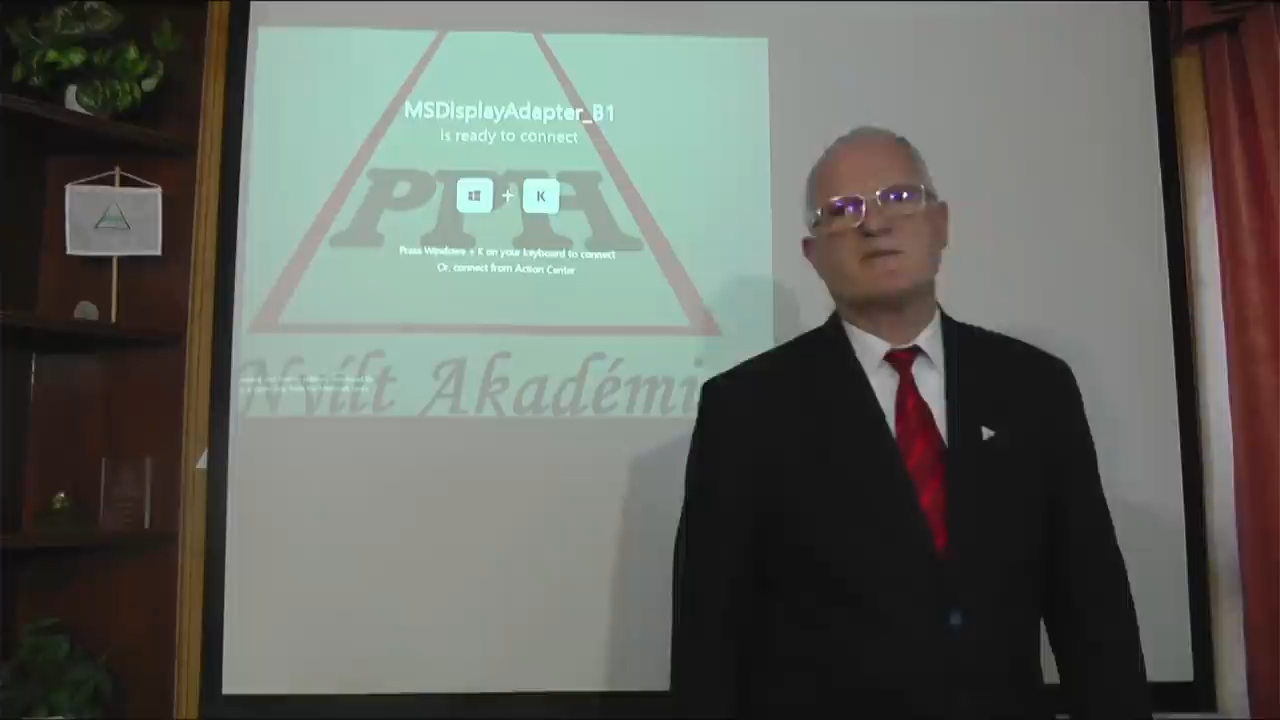 MSDisplayAdapter_B1
is ready to connect
+ K
PPA
Press Windows + K on your keyboard to connect
Or, connect from Action Center
Nyílt Akadémi